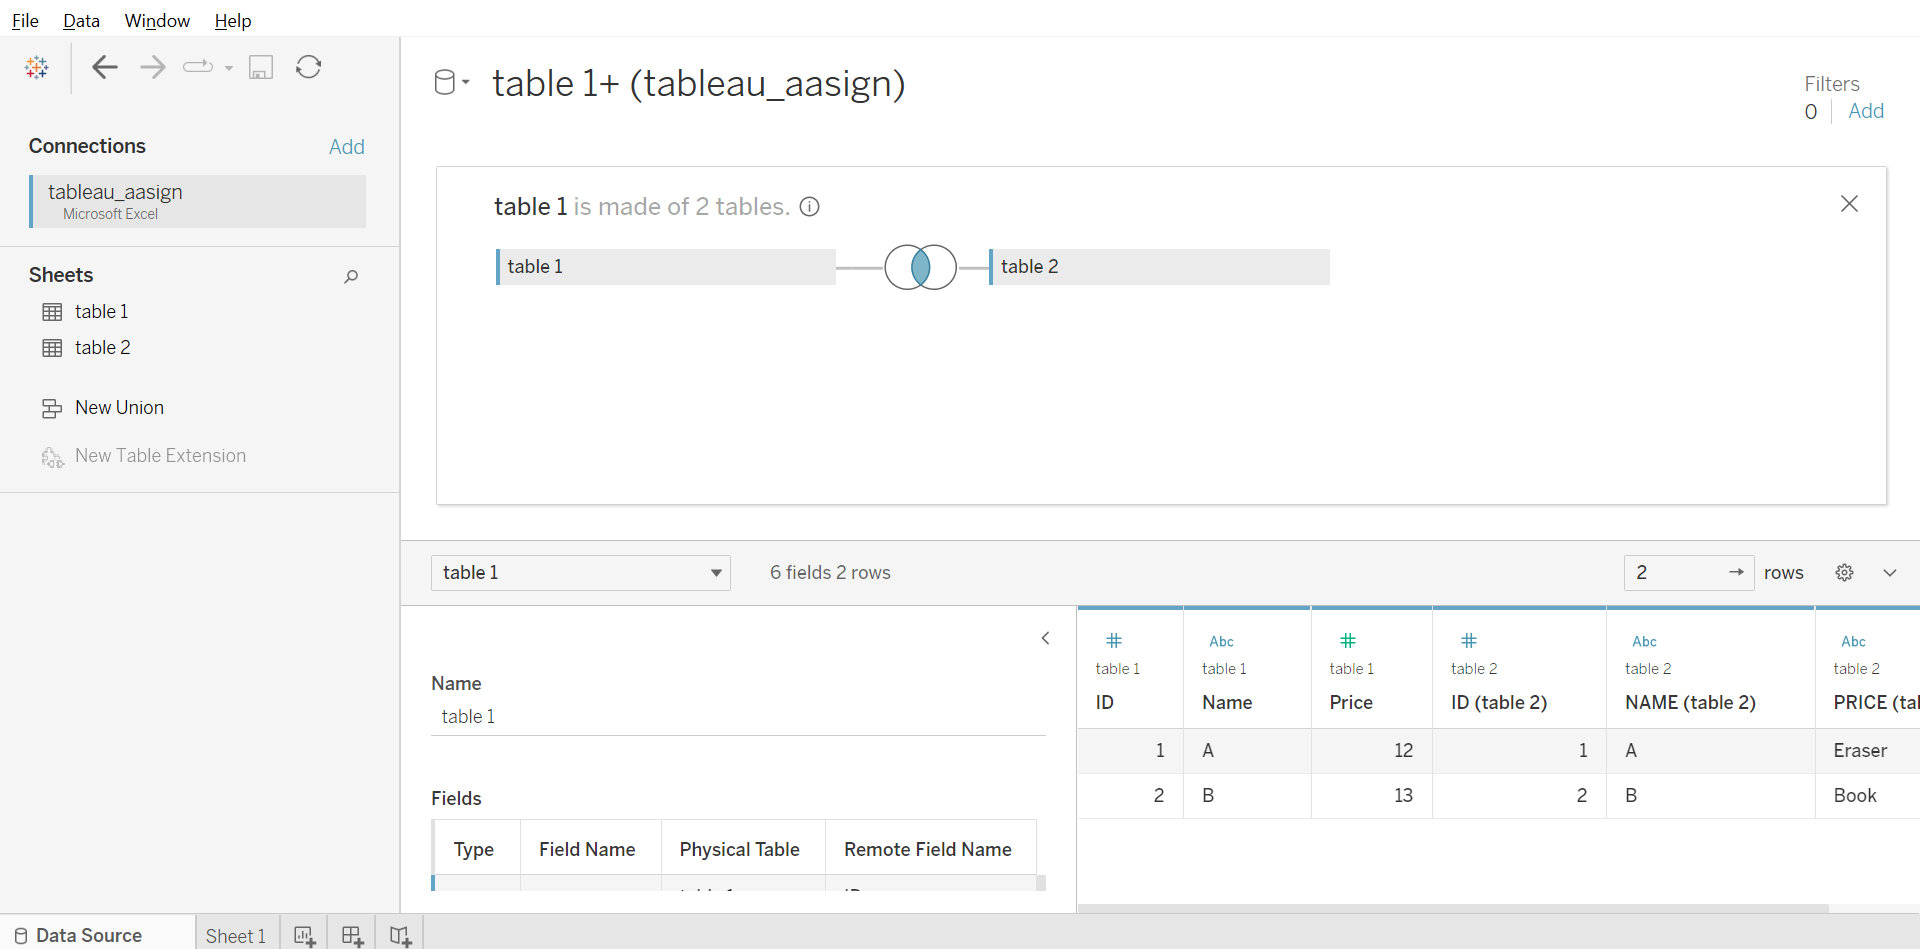 File Data Window Help
table 1+ (tableau_aasign)
Filters
0 Add
Connections Add
tableau_aasign
Microsoft Excel
table 1 is made of 2 tables.
table 1
table 2
Sheets
table 1
table 2
New Union
New Table Extension
table 1
6 fields 2 rows
2 → rows
Name
table 1
Fields
Type Field Name Physical Table Remote Field Name
# Abc # # Abc Abc
table 1 table 1 table 1 table 2 table 2 table 2
ID Name Price ID (table 2) NAME (table 2) PRICE (tal
1 A 12 1 A Eraser
2 B 13 2 B Book
Data Source Sheet 1